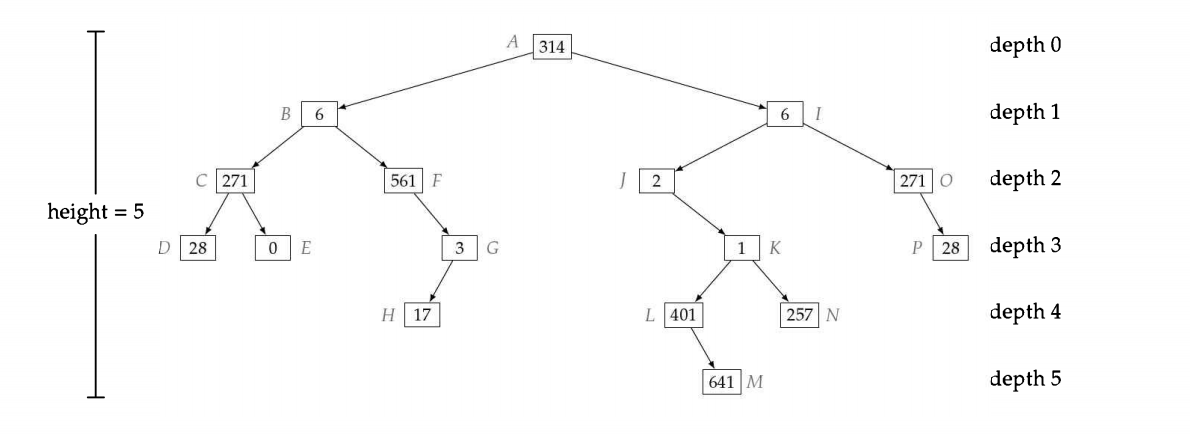 A 314 depth 0
B 6 6 I depth 1
C 271 561 F J 2 271 O depth 2
height = 5
D 28 0 E 3 G 1 K P 28 depth 3
H 17 L 401 257 N depth 4
641 M depth 5